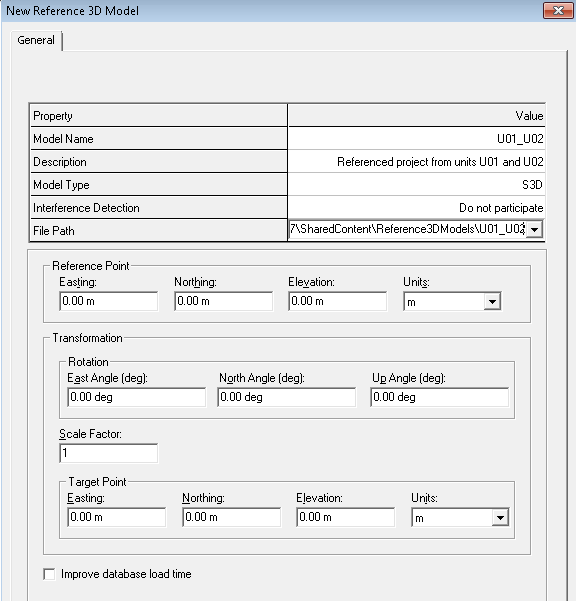 New Reference 3D Model
General
Property Value
Model Name U01_U02
Description Referenced project from units U01 and U02
Model Type S3D
Interference Detection Do not participate
File Path 7\SharedContent\Reference3DModels\U01_U02
Reference Point
Easting: Northing: Elevation: Units:
0.00 m 0.00 m 0.00 m m
Transformation
Rotation
East Angle (deg): North Angle (deg): Up Angle (deg):
0.00 deg 0.00 deg 0.00 deg
Scale Factor:
1
Target Point
Easting: Northing: Elevation: Units:
0.00 m 0.00 m 0.00 m m
Improve database load time